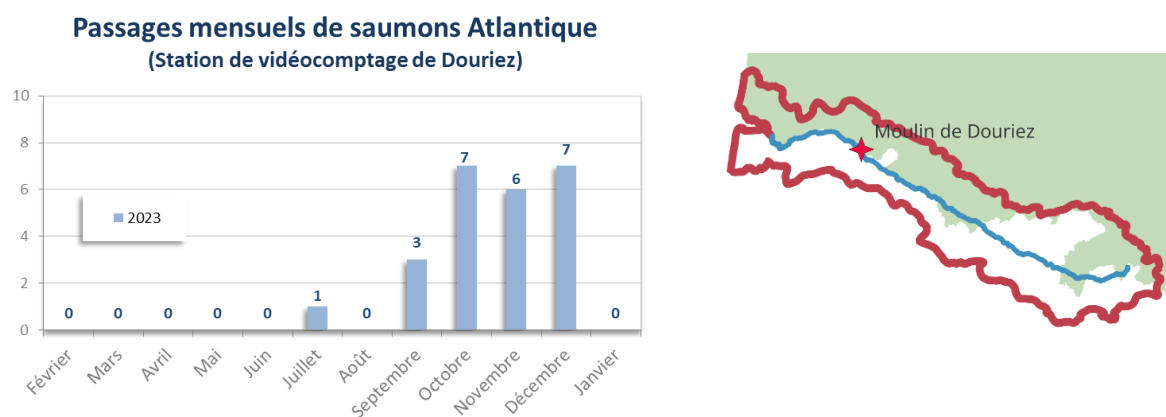 Passages mensuels de saumons Atlantique
(Station de vidéocomptage de Douriez)
10
8
6
4
2
0
2023
0
0
0
0
0
1
0
3
7
6
7
0
Février
Mars
Avril
Mai
Juin
Juillet
Août
Septembre
Octobre
Novembre
Décembre
Janvier
Moulin de Douriez